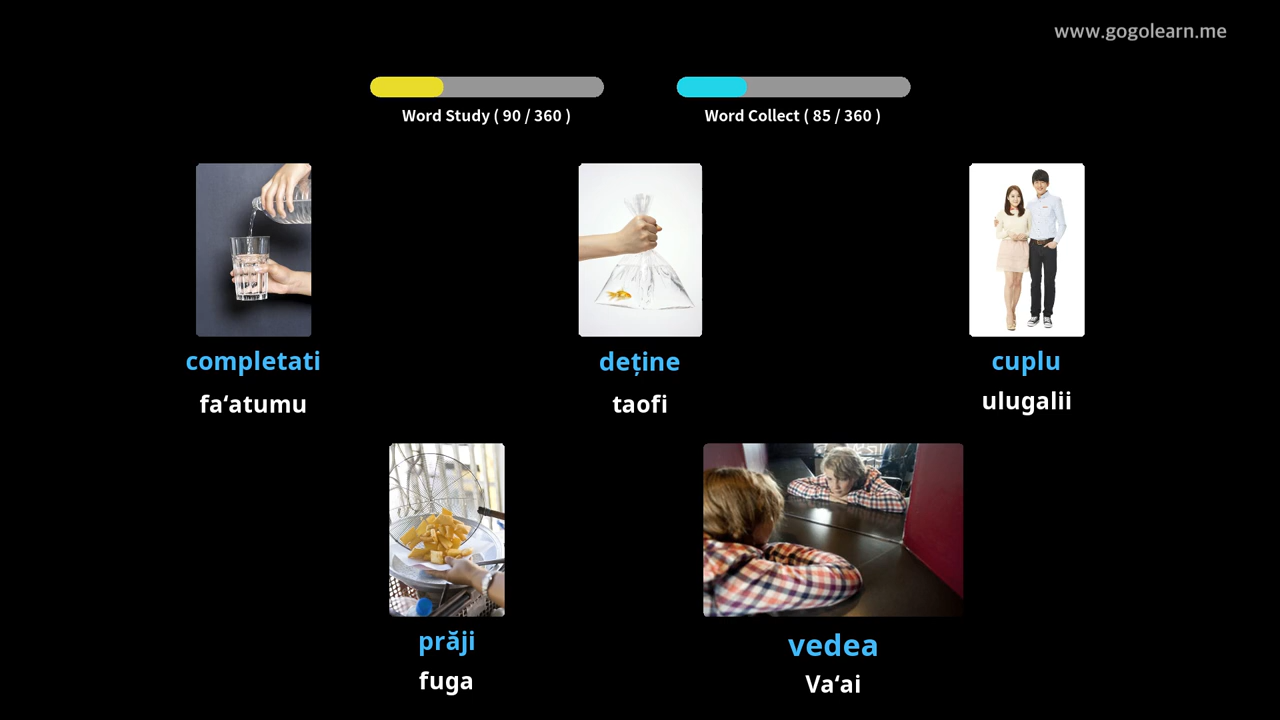 www.gogolearn.me
Word Study ( 90 / 360 )
Word Collect ( 85 / 360 )
completati
fa‘atumu
deține
taofi
cuplu
ulugalii
prăji
fuga
vedea
Va‘ai